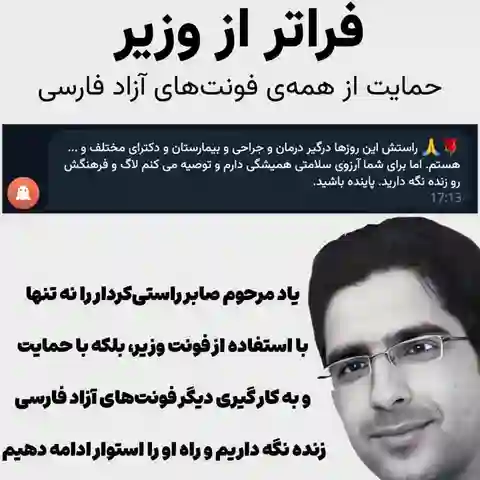 فراتر از وزیر
حمایت از همه‌ی فونت‌های آزاد فارسی
🥀🙏 راستش این روزها درگیر درمان و جراحی و بیمارستان و دکترای مختلف و ...
هستم. اما برای شما آرزوی سلامتی همیشگی دارم و توصیه می کنم لاگ و فرهنگش
رو زنده نگه دارید. پاینده باشید.
17:13
یاد مرحوم صابر راستی‌کردار را نه تنها
با استفاده از فونت وزیر، بلکه با حمایت
و به کار گیری دیگر فونت‌های آزاد فارسی
زنده نگه داریم و راه او را استوار ادامه دهیم